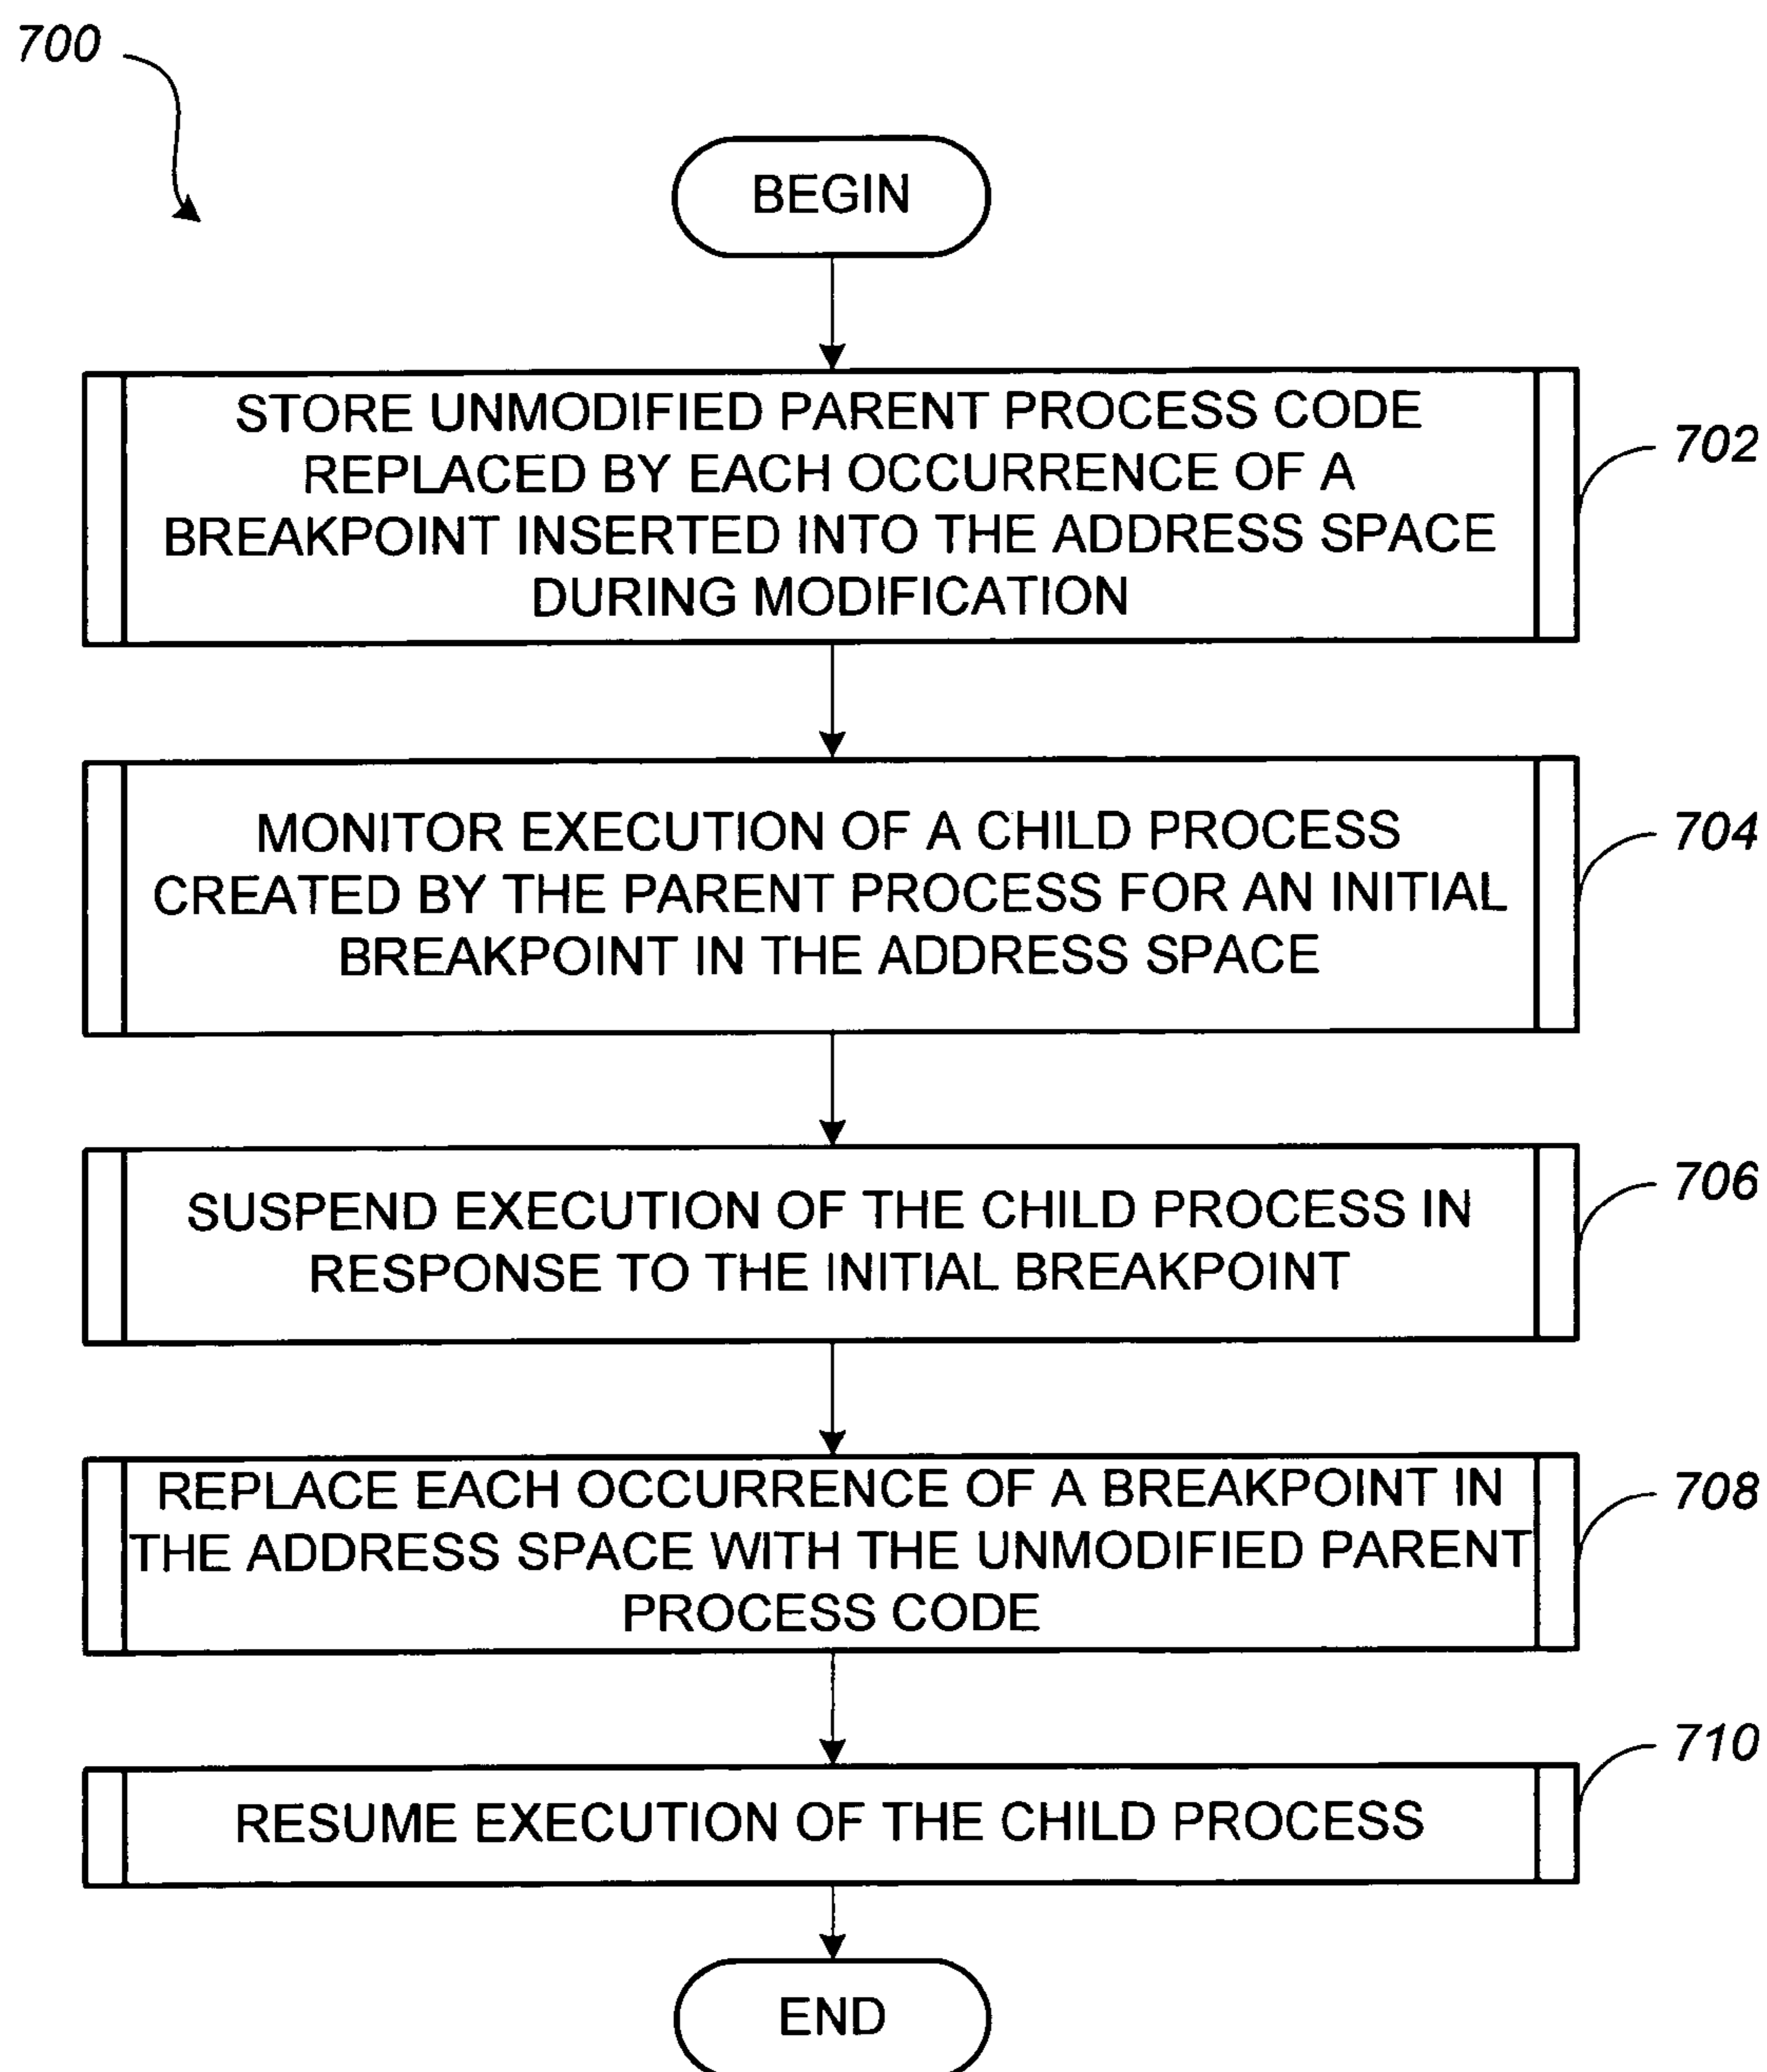 700
BEGIN
STORE UNMODIFIED PARENT PROCESS CODE
REPLACED BY EACH OCCURRENCE OF A
BREAKPOINT INSERTED INTO THE ADDRESS SPACE
DURING MODIFICATION
702
MONITOR EXECUTION OF A CHILD PROCESS
CREATED BY THE PARENT PROCESS FOR AN INITIAL
BREAKPOINT IN THE ADDRESS SPACE
704
SUSPEND EXECUTION OF THE CHILD PROCESS IN
RESPONSE TO THE INITIAL BREAKPOINT
706
REPLACE EACH OCCURRENCE OF A BREAKPOINT IN
THE ADDRESS SPACE WITH THE UNMODIFIED PARENT
PROCESS CODE
708
RESUME EXECUTION OF THE CHILD PROCESS
710
END